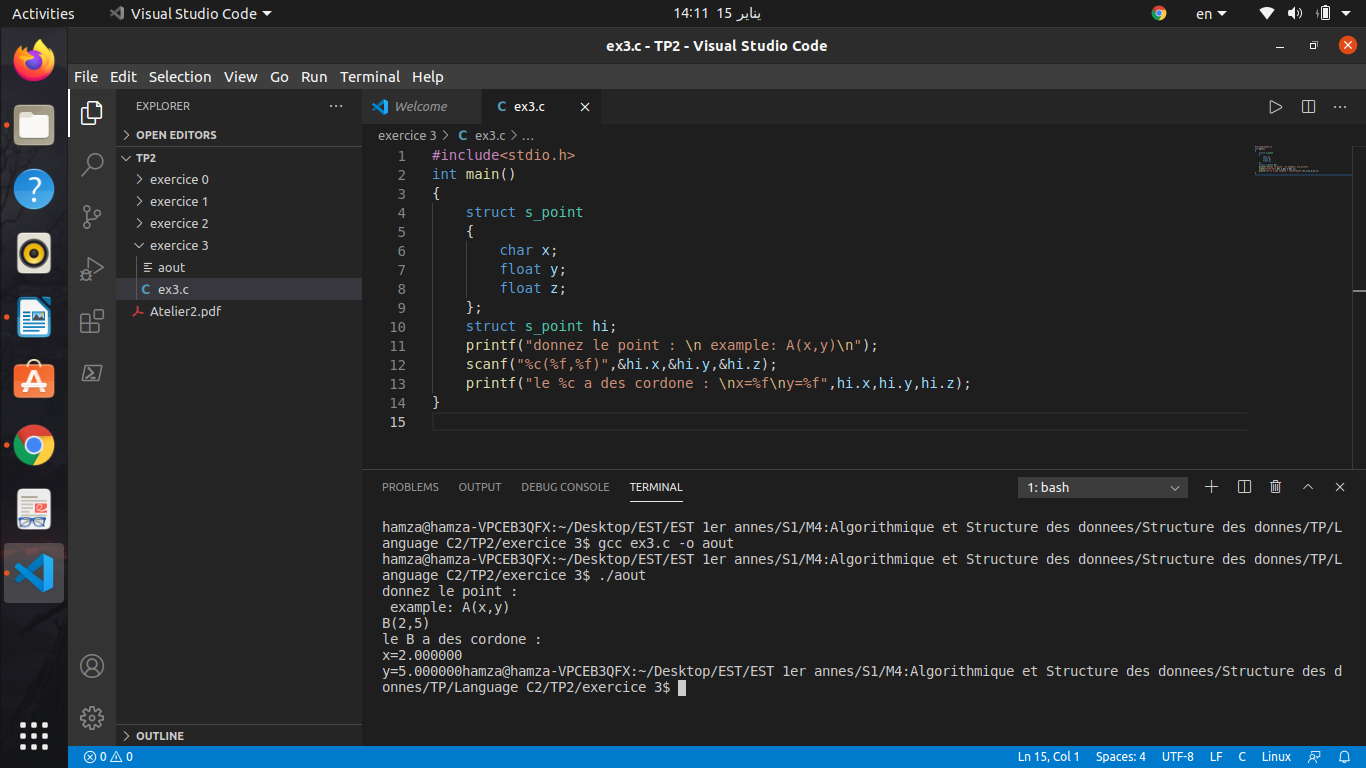 Activities
Visual Studio Code
14:11 15 يناير
en
ex3.c - TP2 - Visual Studio Code
File Edit Selection View Go Run Terminal Help
EXPLORER
OPEN EDITORS
TP2
exercice 0
exercice 1
exercice 2
exercice 3
aout
C ex3.c
Atelier2.pdf
OUTLINE
Welcome
C ex3.c
exercice 3 > C ex3.c > ...
1 #include<stdio.h>
2 int main()
3 {
4 struct s_point
5 {
6 char x;
7 float y;
8 float z;
9 };
10 struct s_point hi;
11 printf("donnez le point : \n example: A(x,y)\n");
12 scanf("%c(%f,%f)",&hi.x,&hi.y,&hi.z);
13 printf("le %c a des cordone : \nx=%f\ny=%f",hi.x,hi.y,hi.z);
14 }
15
PROBLEMS OUTPUT DEBUG CONSOLE TERMINAL
1: bash
hamza@hamza-VPCEB3QFX:~/Desktop/EST/EST 1er annes/S1/M4:Algorithmique et Structure des donnees/Structure des donnes/TP/L
anguage C2/TP2/exercice 3$ gcc ex3.c -o aout
hamza@hamza-VPCEB3QFX:~/Desktop/EST/EST 1er annes/S1/M4:Algorithmique et Structure des donnees/Structure des donnes/TP/L
anguage C2/TP2/exercice 3$ ./aout
donnez le point :
example: A(x,y)
B(2,5)
le B a des cordone :
x=2.000000
y=5.000000hamza@hamza-VPCEB3QFX:~/Desktop/EST/EST 1er annes/S1/M4:Algorithmique et Structure des donnees/Structure des d
onnes/TP/Language C2/TP2/exercice 3$
0 0
Ln 15, Col 1 Spaces: 4 UTF-8 LF C Linux